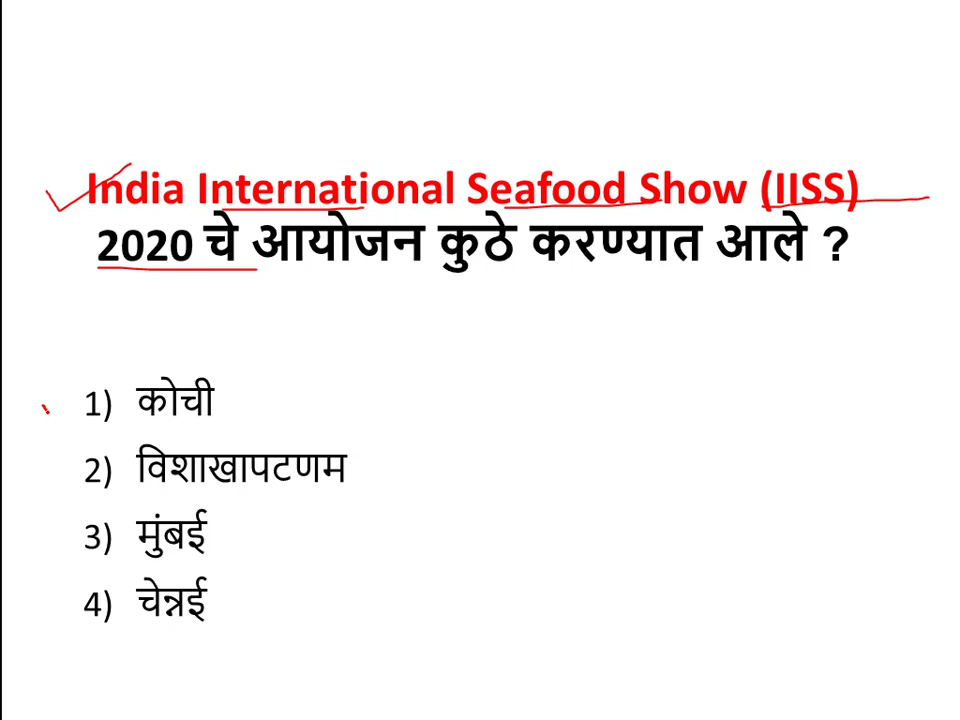 India International Seafood Show (IISS)
2020 चे आयोजन कुठे करण्यात आले ?
1) कोची
2) विशाखापटणम
3) मुंबई
4) चेन्नई